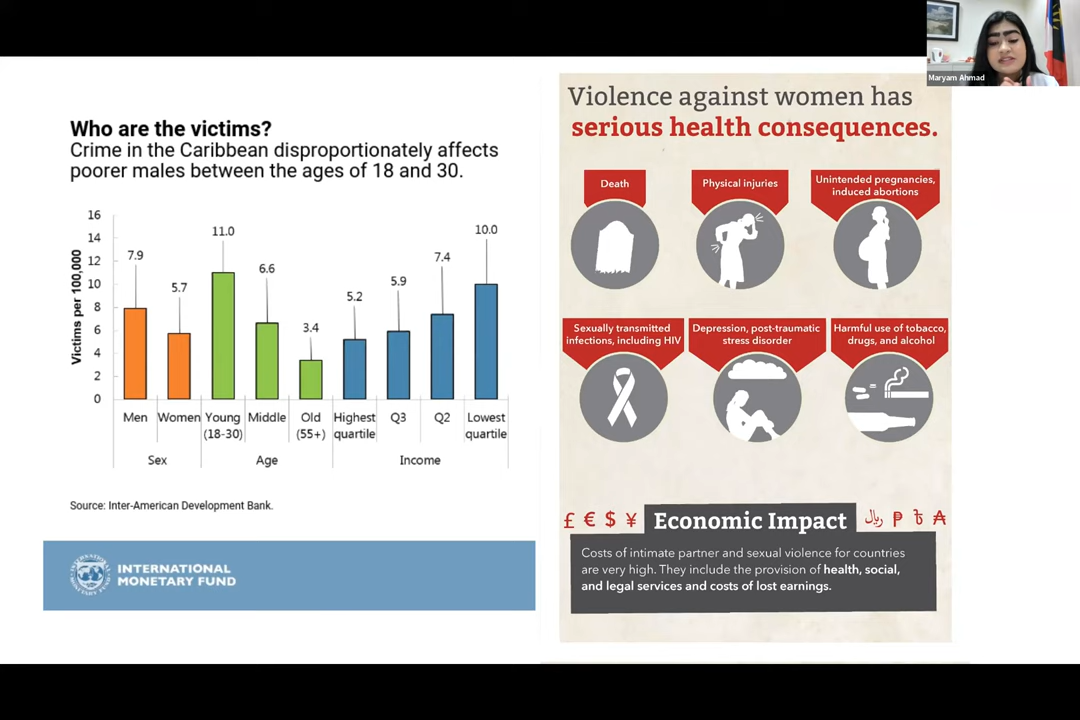 Maryam Ahmad
Who are the victims?
Crime in the Caribbean disproportionately affects
poorer males between the ages of 18 and 30.
Victims per 100,000
16
14
12
10
8
6
4
2
0
7.9
5.7
11.0
6.6
3.4
5.2
5.9
7.4
10.0
Men
Women
Young
(18-30)
Middle
Old
(55+)
Highest
quartile
Q3
Q2
Lowest
quartile
Sex
Age
Income
Source: Inter-American Development Bank.
INTERNATIONAL
MONETARY FUND
Violence against women has
serious health consequences.
Death
Physical injuries
Unintended pregnancies,
induced abortions
Sexually transmitted
infections, including HIV
Depression, post-traumatic
stress disorder
Harmful use of tobacco,
drugs, and alcohol
£ € $ ¥ Economic Impact ﷼ ₱ ₺ ₳
Costs of intimate partner and sexual violence for countries
are very high. They include the provision of health, social,
and legal services and costs of lost earnings.